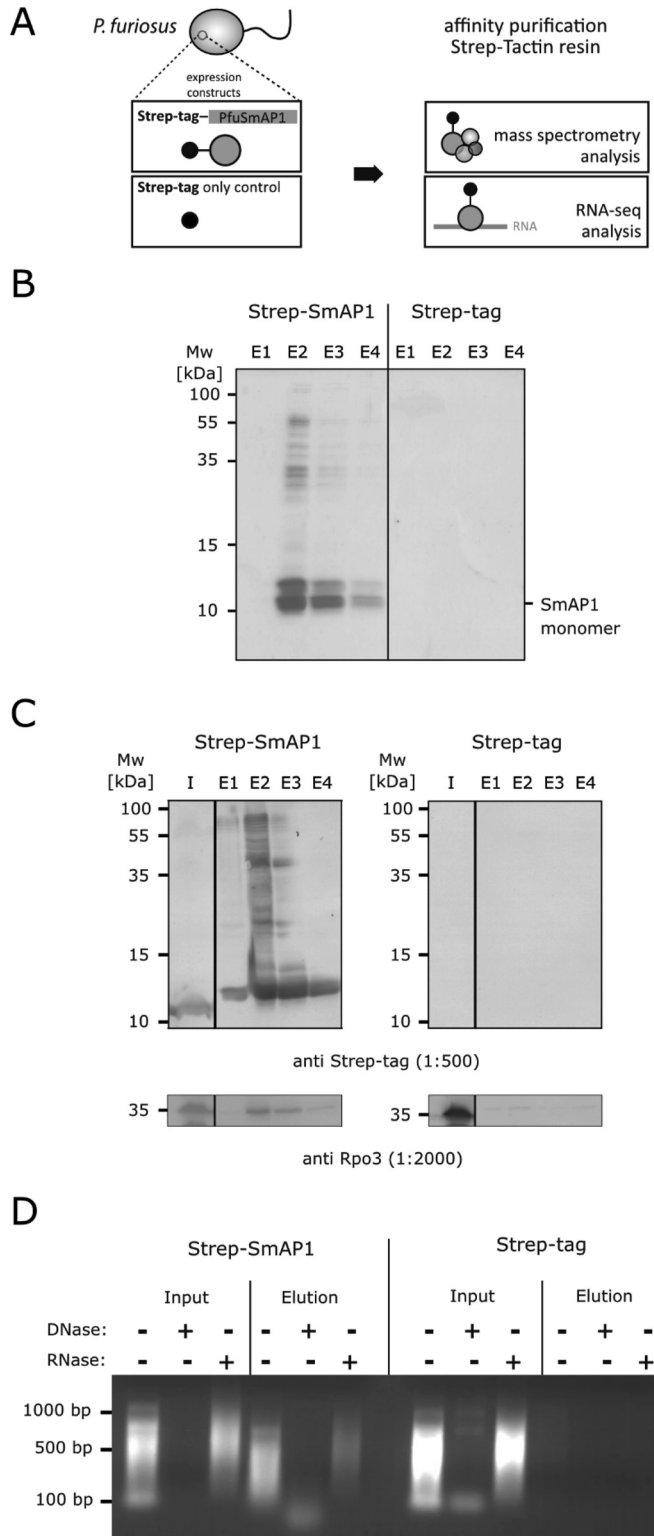 A
P. furiosus
affinity purification
Strep-Tactin resin
expression
constructs
Strep-tag–PfuSmAP1
mass spectrometry
analysis
Strep-tag only control
RNA
RNA-seq
analysis
B
Strep-SmAP1 Strep-tag
Mw
[kDa]
E1 E2 E3 E4 E1 E2 E3 E4
100
55
35
15
10
SmAP1
monomer
C
Strep-SmAP1 Strep-tag
Mw
[kDa]
I E1 E2 E3 E4
Mw
[kDa]
I E1 E2 E3 E4
100 100
55 55
35 35
15 15
10 10
anti Strep-tag (1:500)
35 35
anti Rpo3 (1:2000)
D
Strep-SmAP1 Strep-tag
Input Elution Input Elution
DNase: - + - - + - - + - - + -
RNase: - - + - - + - - + - - +
1000 bp
500 bp
100 bp